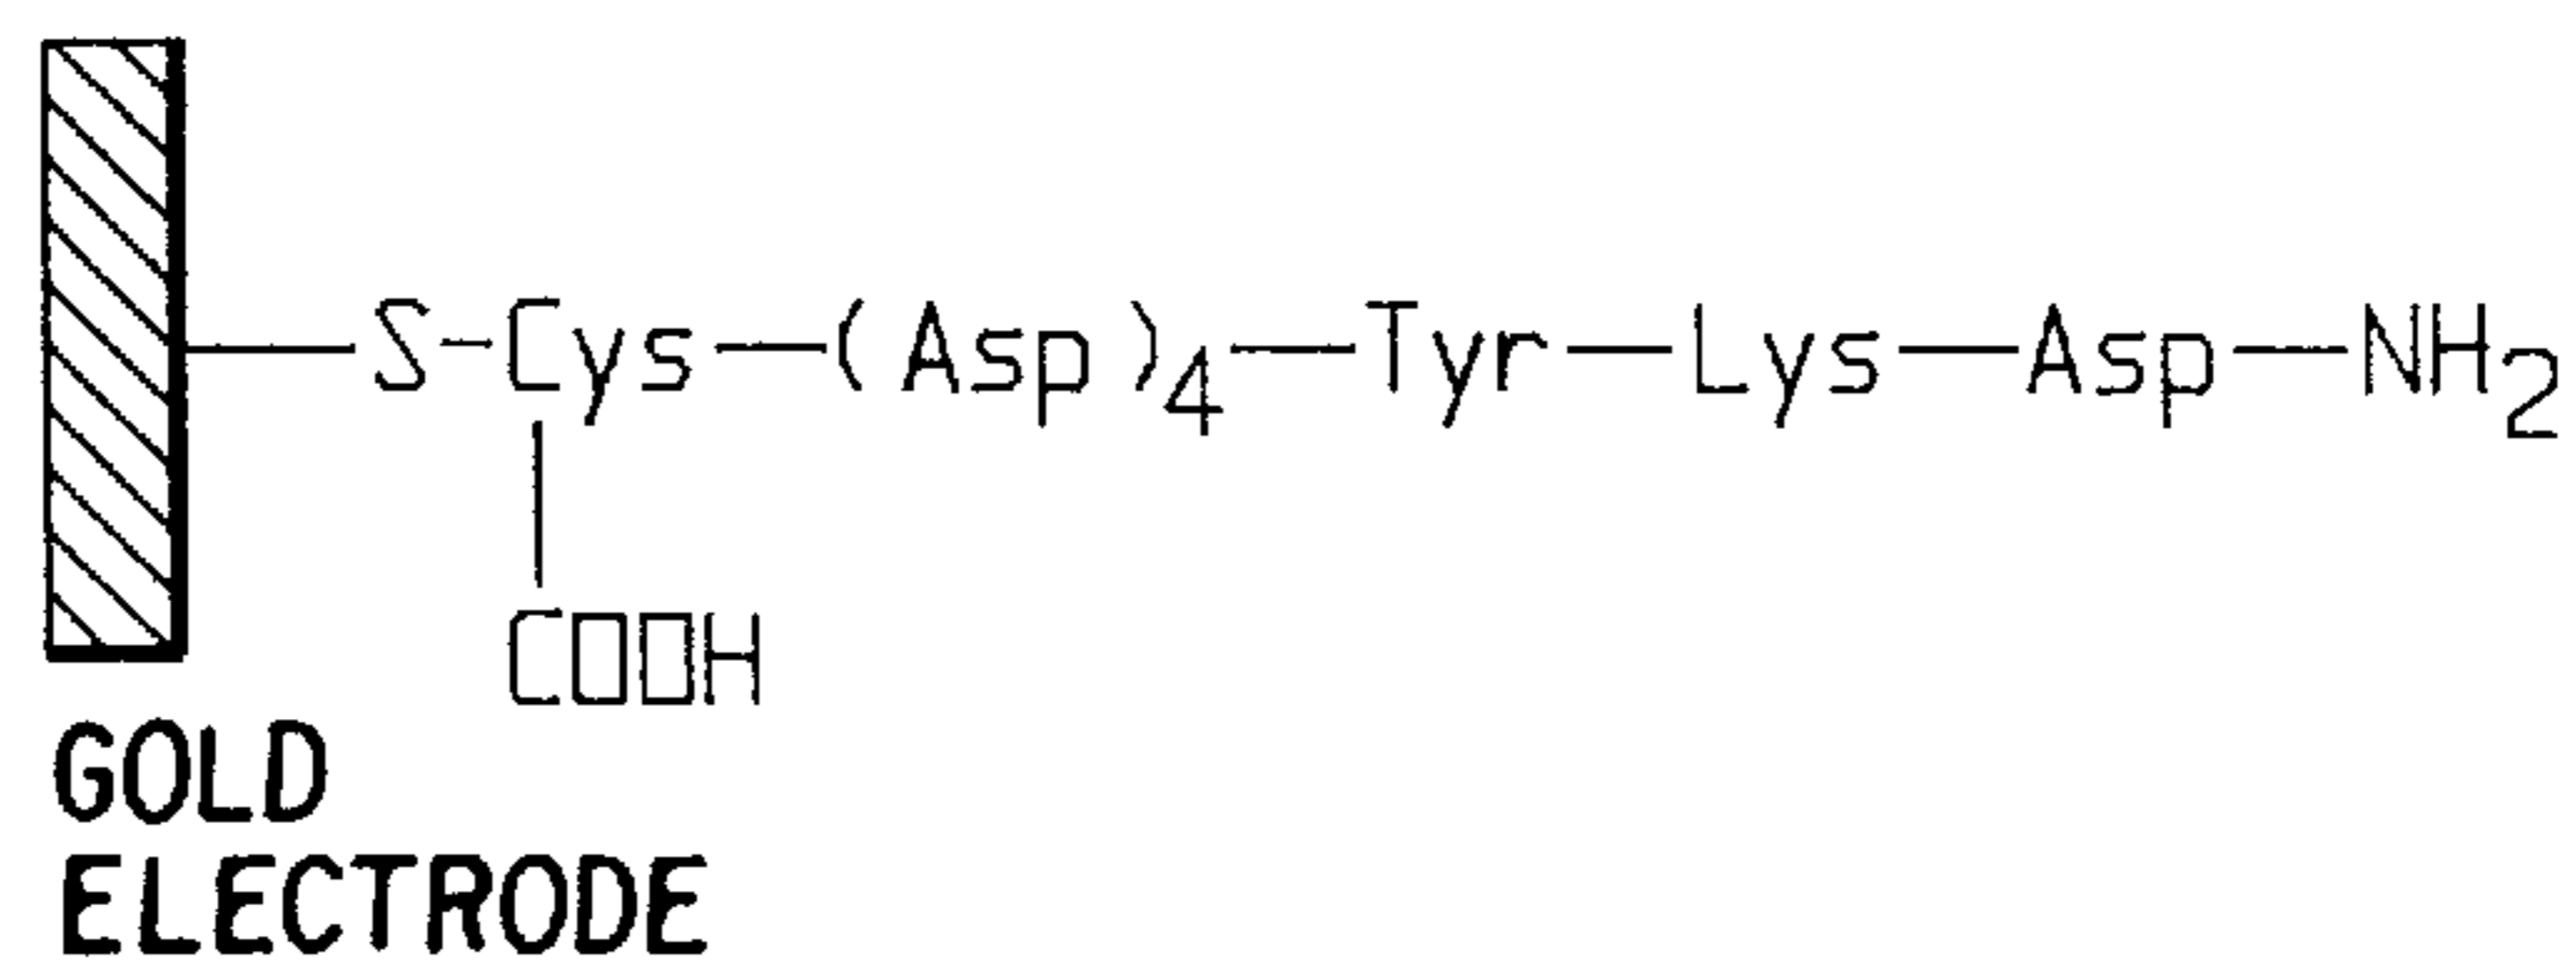 S-Cys—(Asp)4—Tyr—Lys—Asp—NH2
COOH
GOLD
ELECTRODE